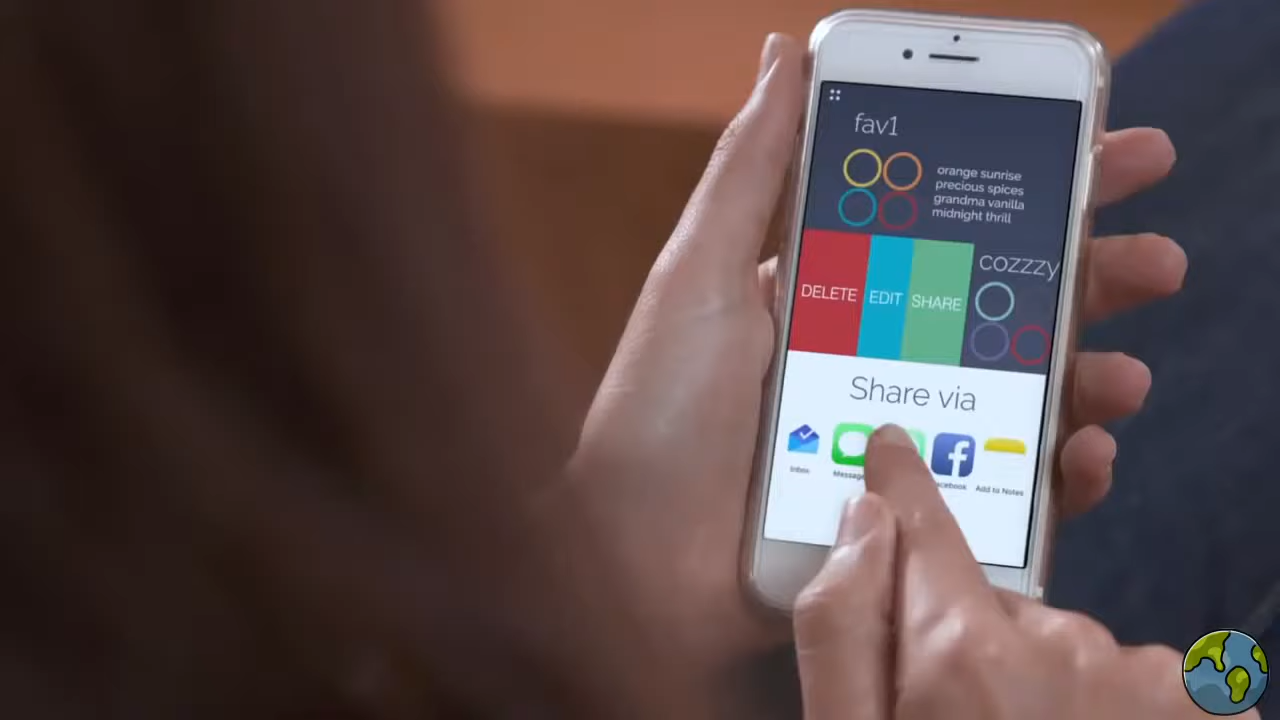 fav1
orange sunrise
precious spices
grandma vanilla
midnight thrill
cozzzy
DELETE
EDIT
SHARE
Share via
Inbox
Add to Notes